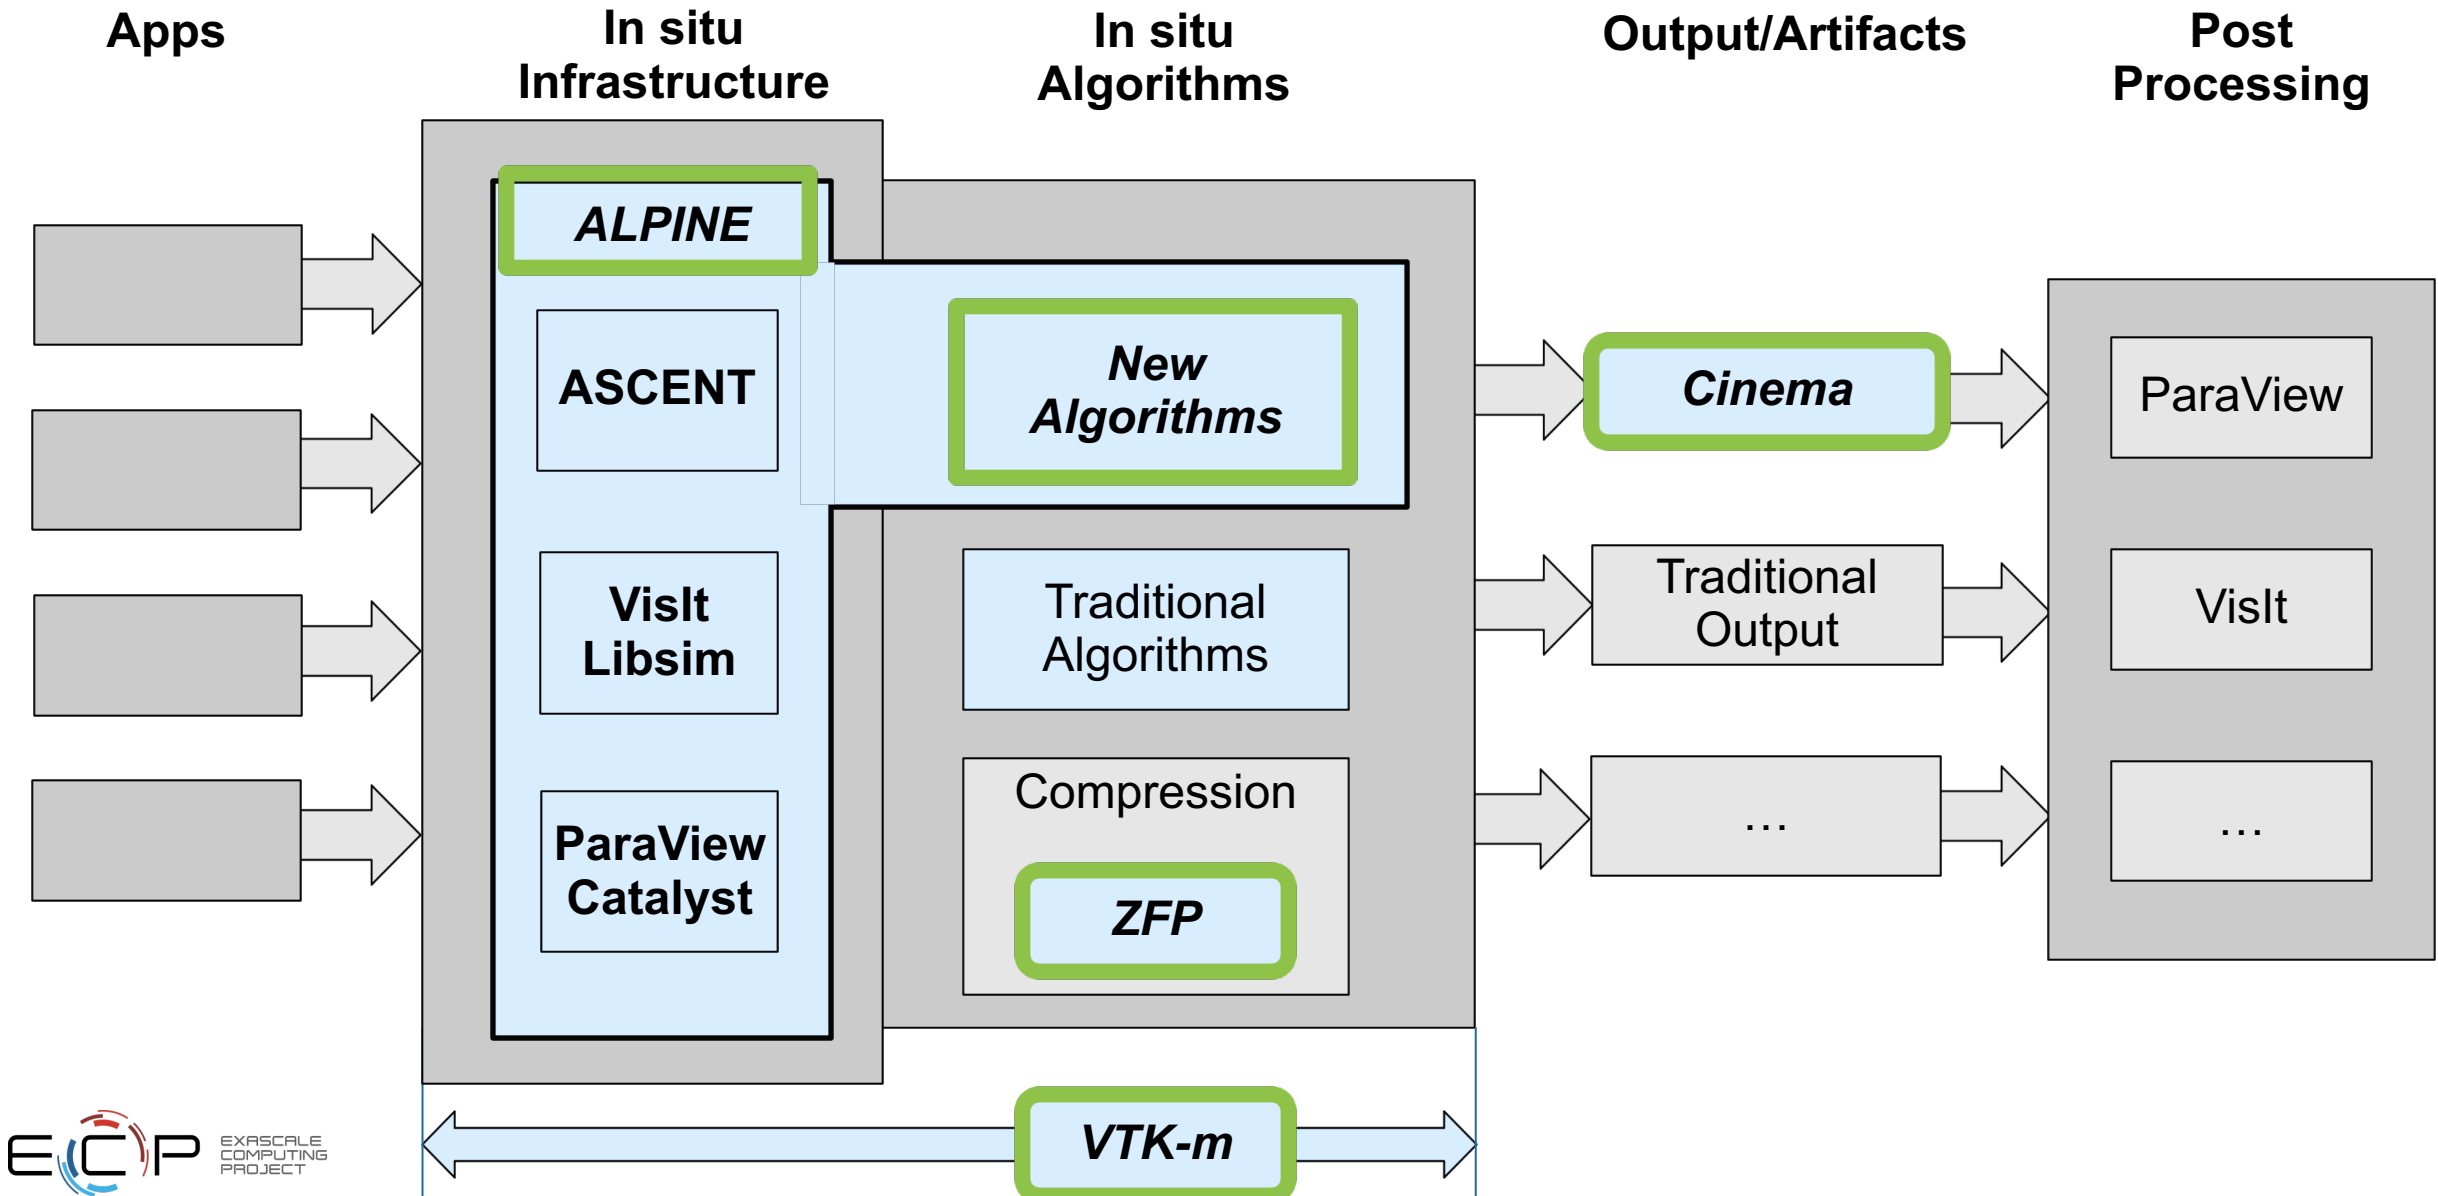 Apps
In situ
Infrastructure
In situ
Algorithms
Output/Artifacts
Post
Processing
ALPINE
ASCENT
VisIt
Libsim
ParaView
Catalyst
New
Algorithms
Traditional
Algorithms
Compression
ZFP
Cinema
Traditional
Output
…
ParaView
VisIt
…
VTK-m
ECP
EXASCALE
COMPUTING
PROJECT